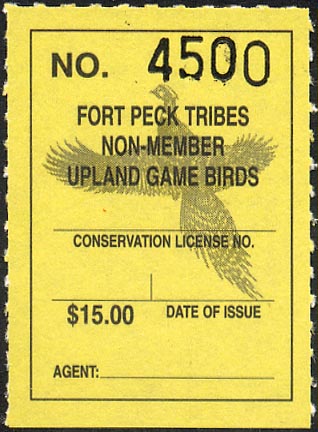 NO. 4500
FORT PECK TRIBES
NON-MEMBER
UPLAND GAME BIRDS
CONSERVATION LICENSE NO.
$15.00 DATE OF ISSUE
AGENT: